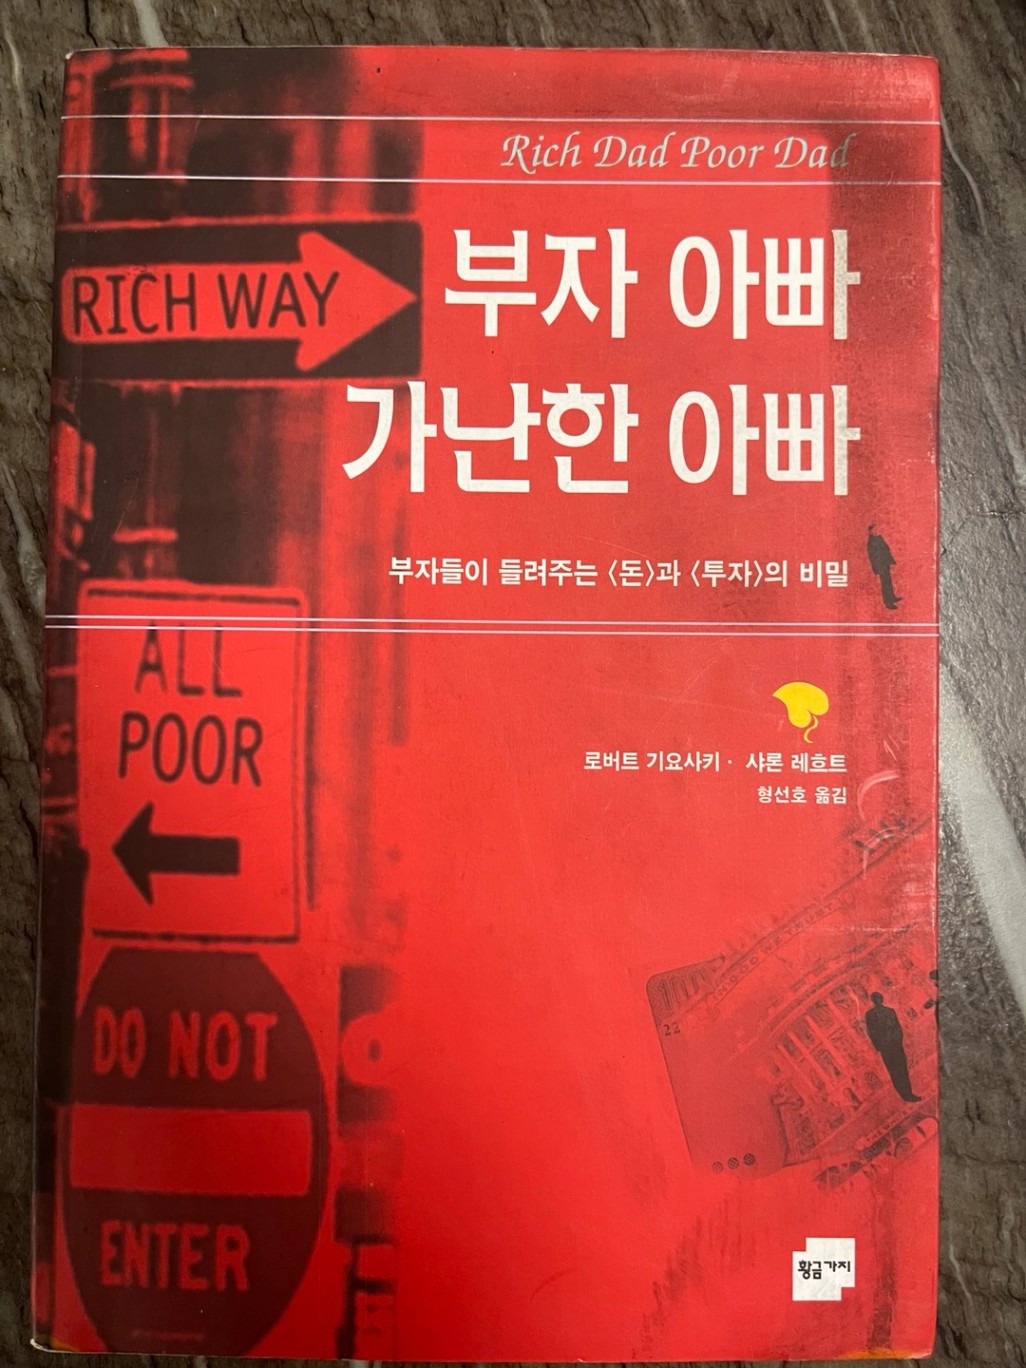 Rich Dad Poor Dad
부자 아빠
가난한 아빠
부자들이 들려주는 〈돈〉과 〈투자〉의 비밀
로버트 기요사키 · 샤론 레흐트
형선호 옮김
RICH WAY
ALL
POOR
DO NOT
ENTER
22
황금가지